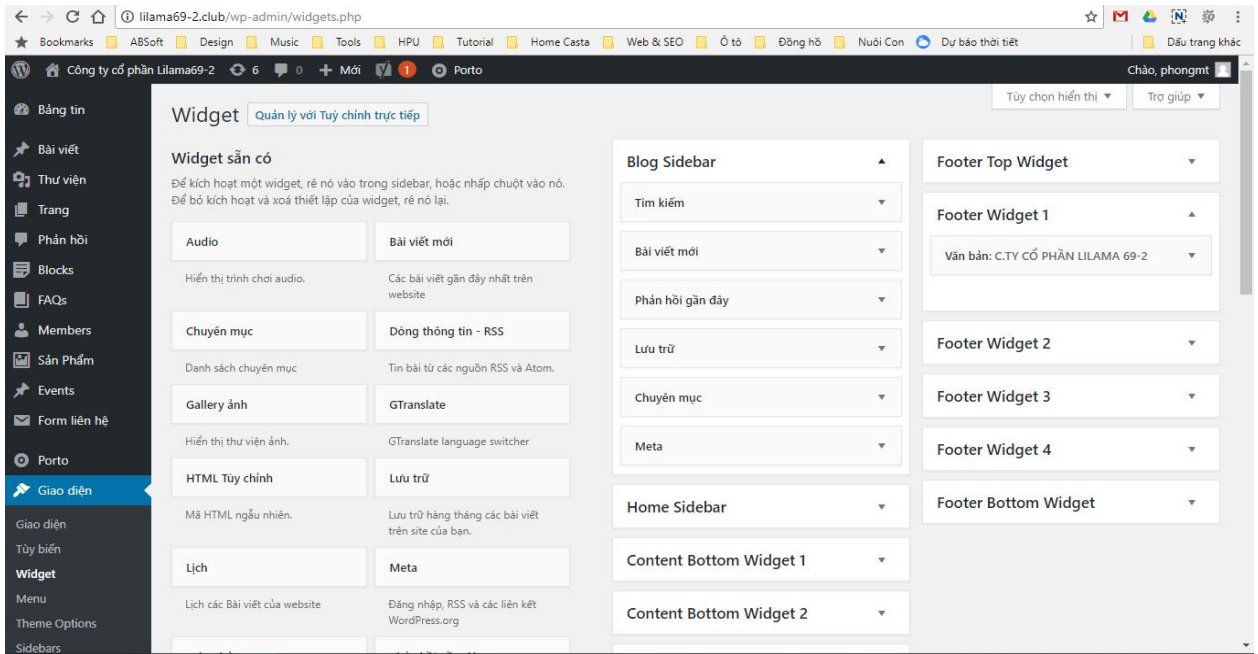 lilama69-2.club/wp-admin/widgets.php
Bookmarks ABSoft Design Music Tools HPU Tutorial Home Casta Web & SEO Ô tô Đồng hồ Nuôi Con Dự báo thời tiết Dấu trang khác
Công ty cổ phần Lilama69-2 6 0 Mới 1 Porto Chào, phongmt
Bảng tin
Bài viết
Thư viện
Trang
Phản hồi
Blocks
FAQs
Members
Sản Phẩm
Events
Form liên hệ
Porto
Giao diện
Giao diện
Tùy biến
Widget
Menu
Theme Options
Sidebars
Tùy chọn hiển thị Trợ giúp
Widget Quản lý với Tuỳ chỉnh trực tiếp
Widget sẵn có
Để kích hoạt một widget, rê nó vào trong sidebar, hoặc nhấp chuột vào nó.
Để bỏ kích hoạt và xoá thiết lập của widget, rê nó lại.
Audio Bài viết mới
Hiển thị trình chơi audio. Các bài viết gần đây nhất trên
website
Chuyên mục Dòng thông tin - RSS
Danh sách chuyên mục Tin bài từ các nguồn RSS và Atom.
Gallery ảnh GTranslate
Hiển thị thư viện ảnh. GTranslate language switcher
HTML Tùy chỉnh Lưu trữ
Mã HTML ngẫu nhiên. Lưu trữ hàng tháng các bài viết
trên site của bạn.
Lịch Meta
Lịch các Bài viết của website Đăng nhập, RSS và các liên kết
WordPress.org
Blog Sidebar
Tìm kiếm
Bài viết mới
Phản hồi gần đây
Lưu trữ
Chuyên mục
Meta
Home Sidebar
Content Bottom Widget 1
Content Bottom Widget 2
Footer Top Widget
Footer Widget 1
Văn bản: C.TY CỔ PHẦN LILAMA 69-2
Footer Widget 2
Footer Widget 3
Footer Widget 4
Footer Bottom Widget